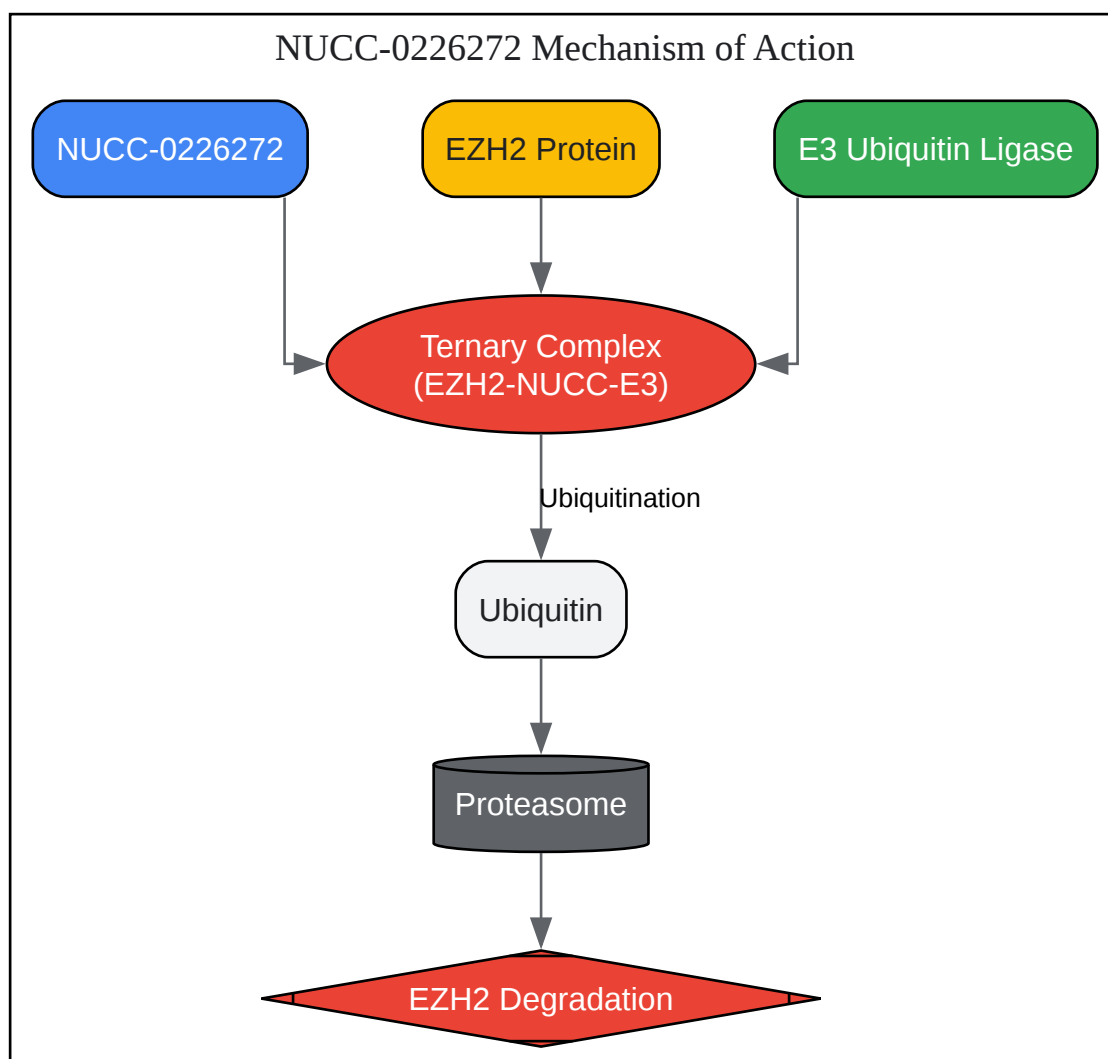 NUCC-0226272 Mechanism of Action
NUCC-0226272
EZH2 Protein
E3 Ubiquitin Ligase
Ternary Complex
(EZH2-NUCC-E3)
Ubiquitination
Ubiquitin
Proteasome
EZH2 Degradation